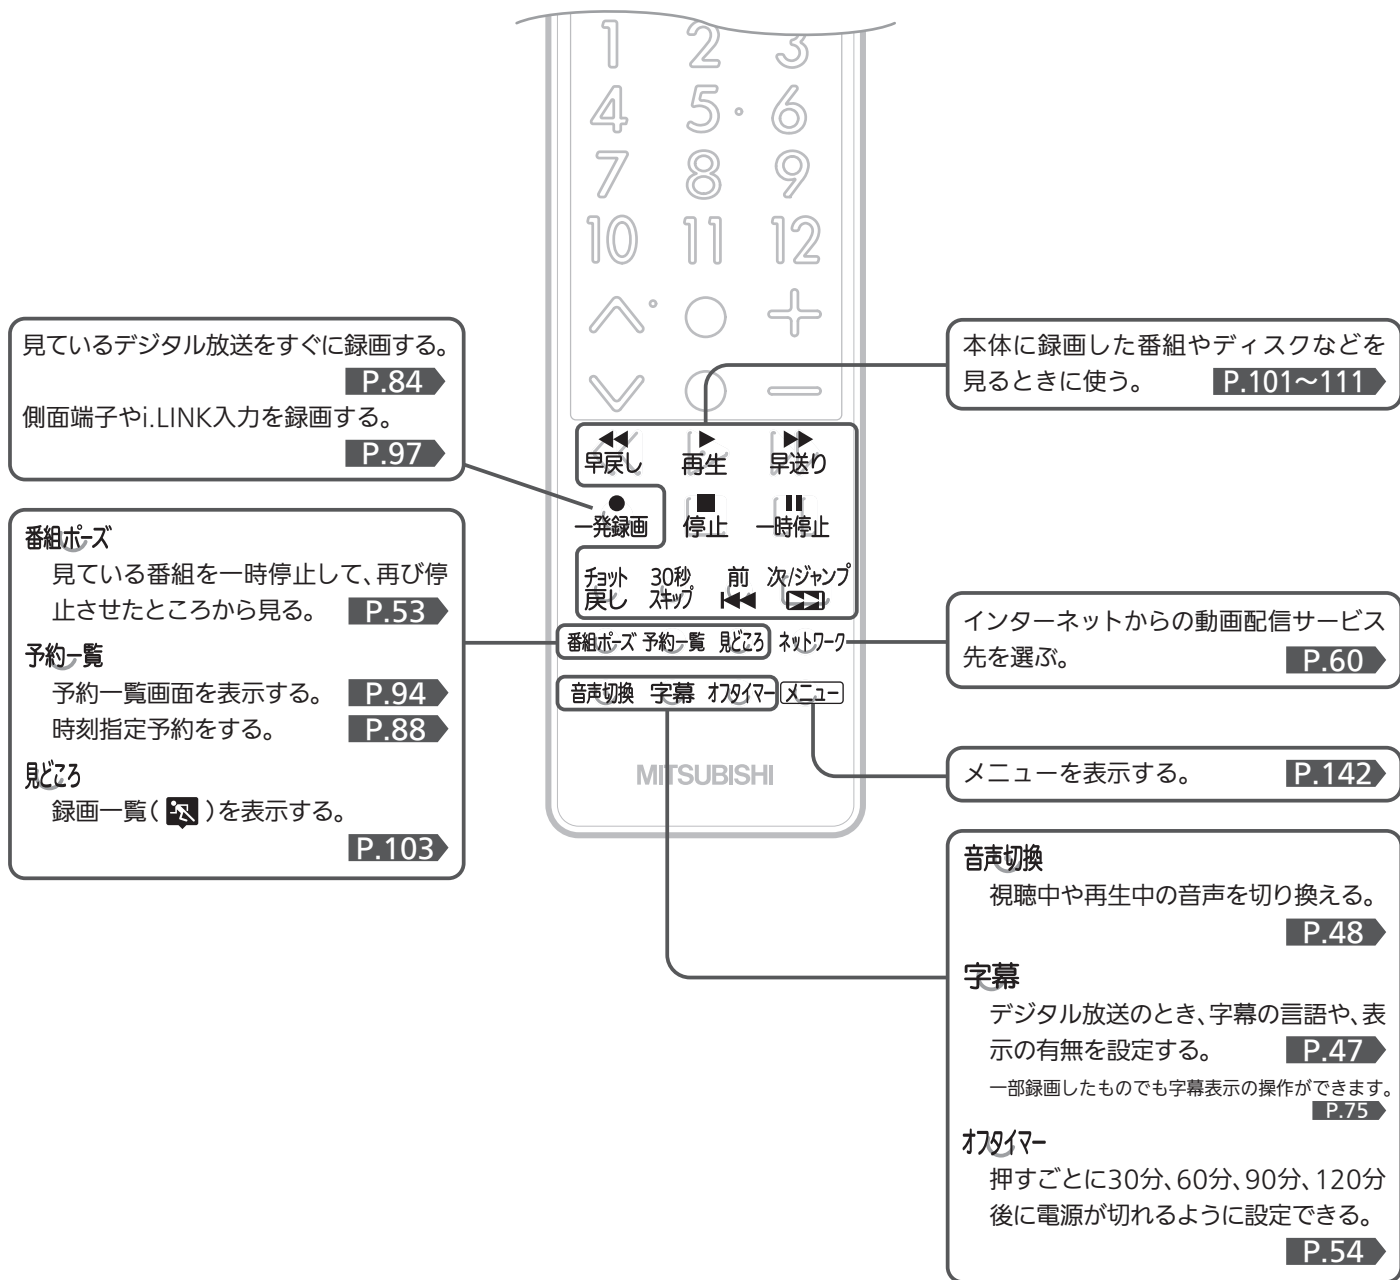 1 2 3
4 5 6
7 8 9
10 11 12
早戻し 再生 早送り
一発録画 停止 一時停止
チョット戻し 30秒スキップ 前 次/ジャンプ
番組ポーズ 予約一覧 見どころ ネットワーク
音声切換 字幕 オフタイマー メニュー
MITSUBISHI
見ているデジタル放送をすぐに録画する。
P.84
側面端子やi.LINK入力を録画する。
P.97
番組ポーズ
見ている番組を一時停止して、再び停
止させたところから見る。 P.53
予約一覧
予約一覧画面を表示する。 P.94
時刻指定予約をする。 P.88
見どころ
録画一覧( )を表示する。
P.103
本体に録画した番組やディスクなどを
見るときに使う。 P.101~111
インターネットからの動画配信サービス
先を選ぶ。 P.60
メニューを表示する。 P.142
音声切換
視聴中や再生中の音声を切り換える。
P.48
字幕
デジタル放送のとき、字幕の言語や、表
示の有無を設定する。 P.47
一部録画したものでも字幕表示の操作ができます。
P.75
オフタイマー
押すごとに30分、60分、90分、120分
後に電源が切れるように設定できる。
P.54